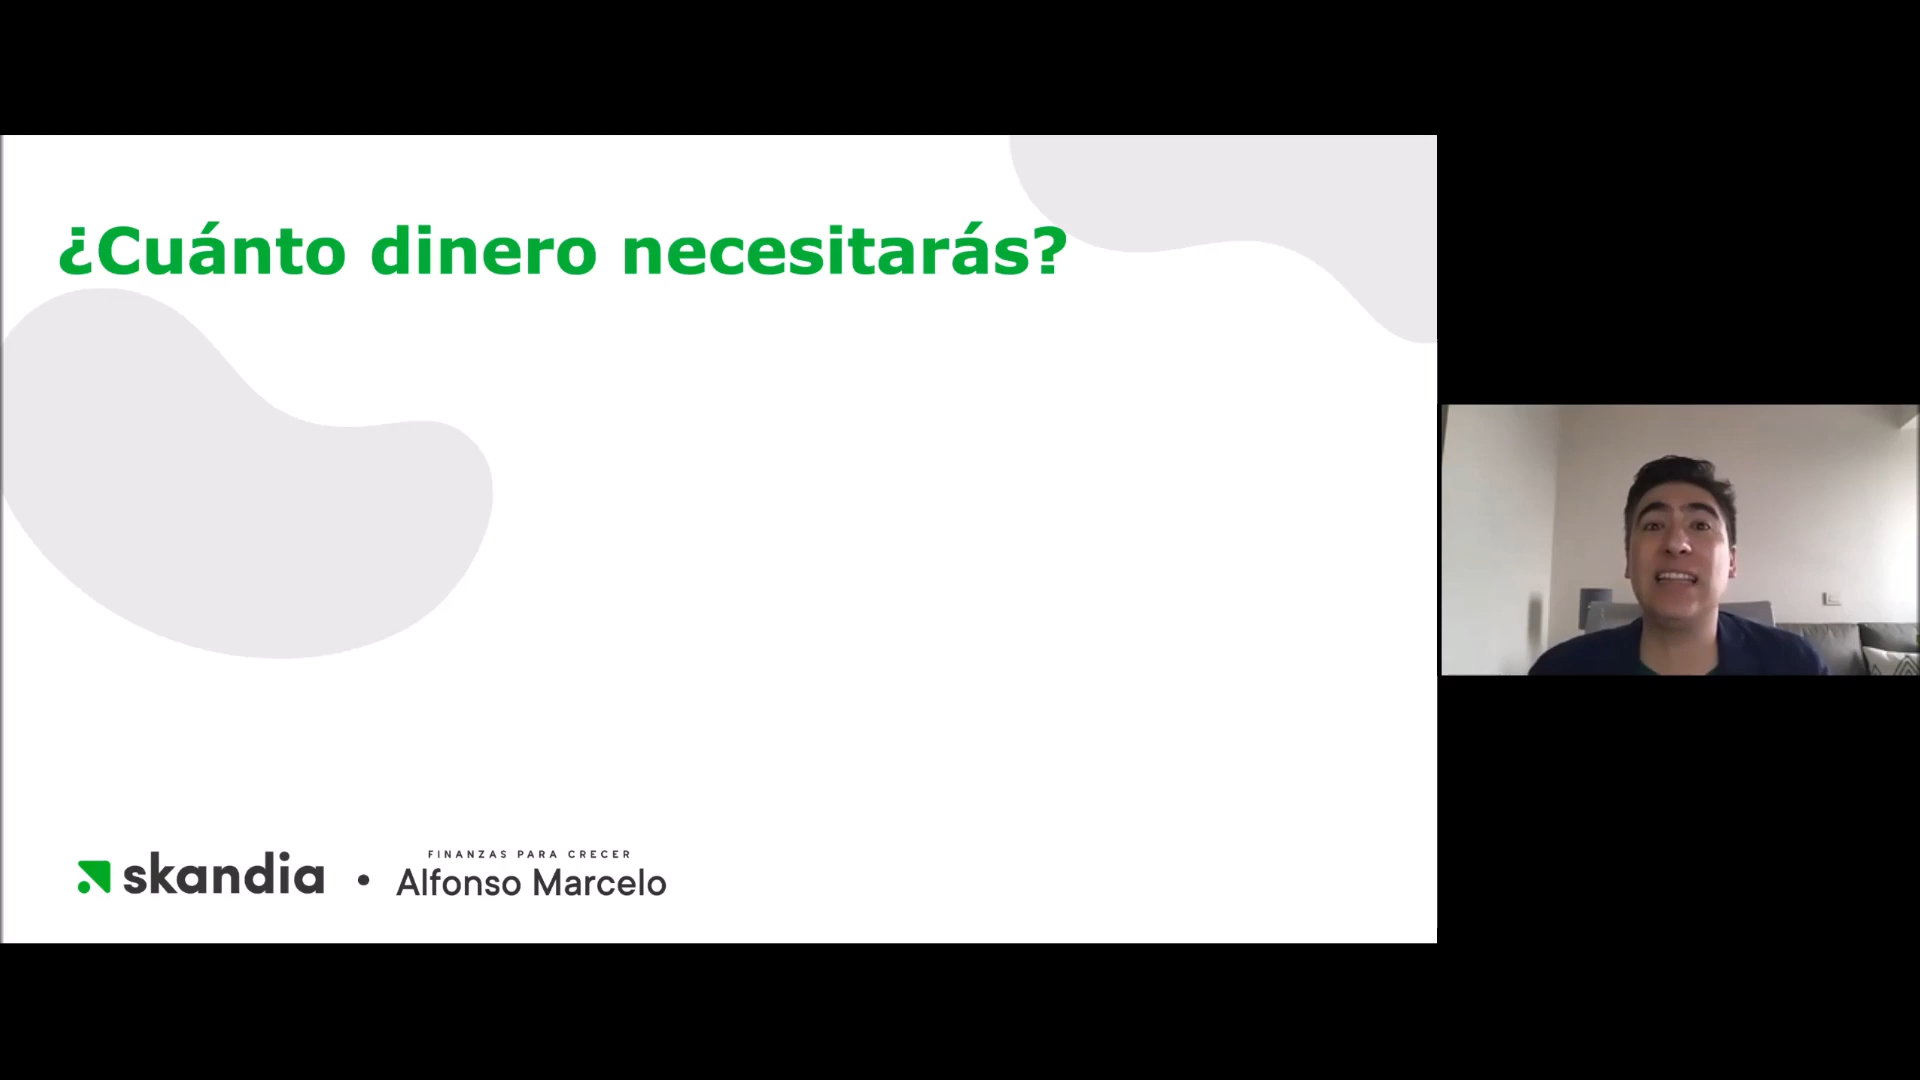 ¿Cuánto dinero necesitarás?
skandia • FINANZAS PARA CRECER
Alfonso Marcelo